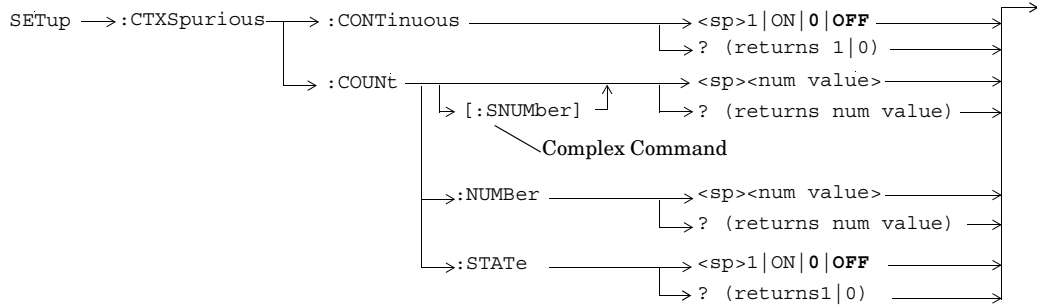 SETup :CTXSpurious :CONTinuous <sp>1|ON|0|OFF
? (returns 1|0)
:COUNt <sp><num value>
[:SNUMber] ? (returns num value)
Complex Command
:NUMBer <sp><num value>
? (returns num value)
:STATe <sp>1|ON|0|OFF
? (returns1|0)